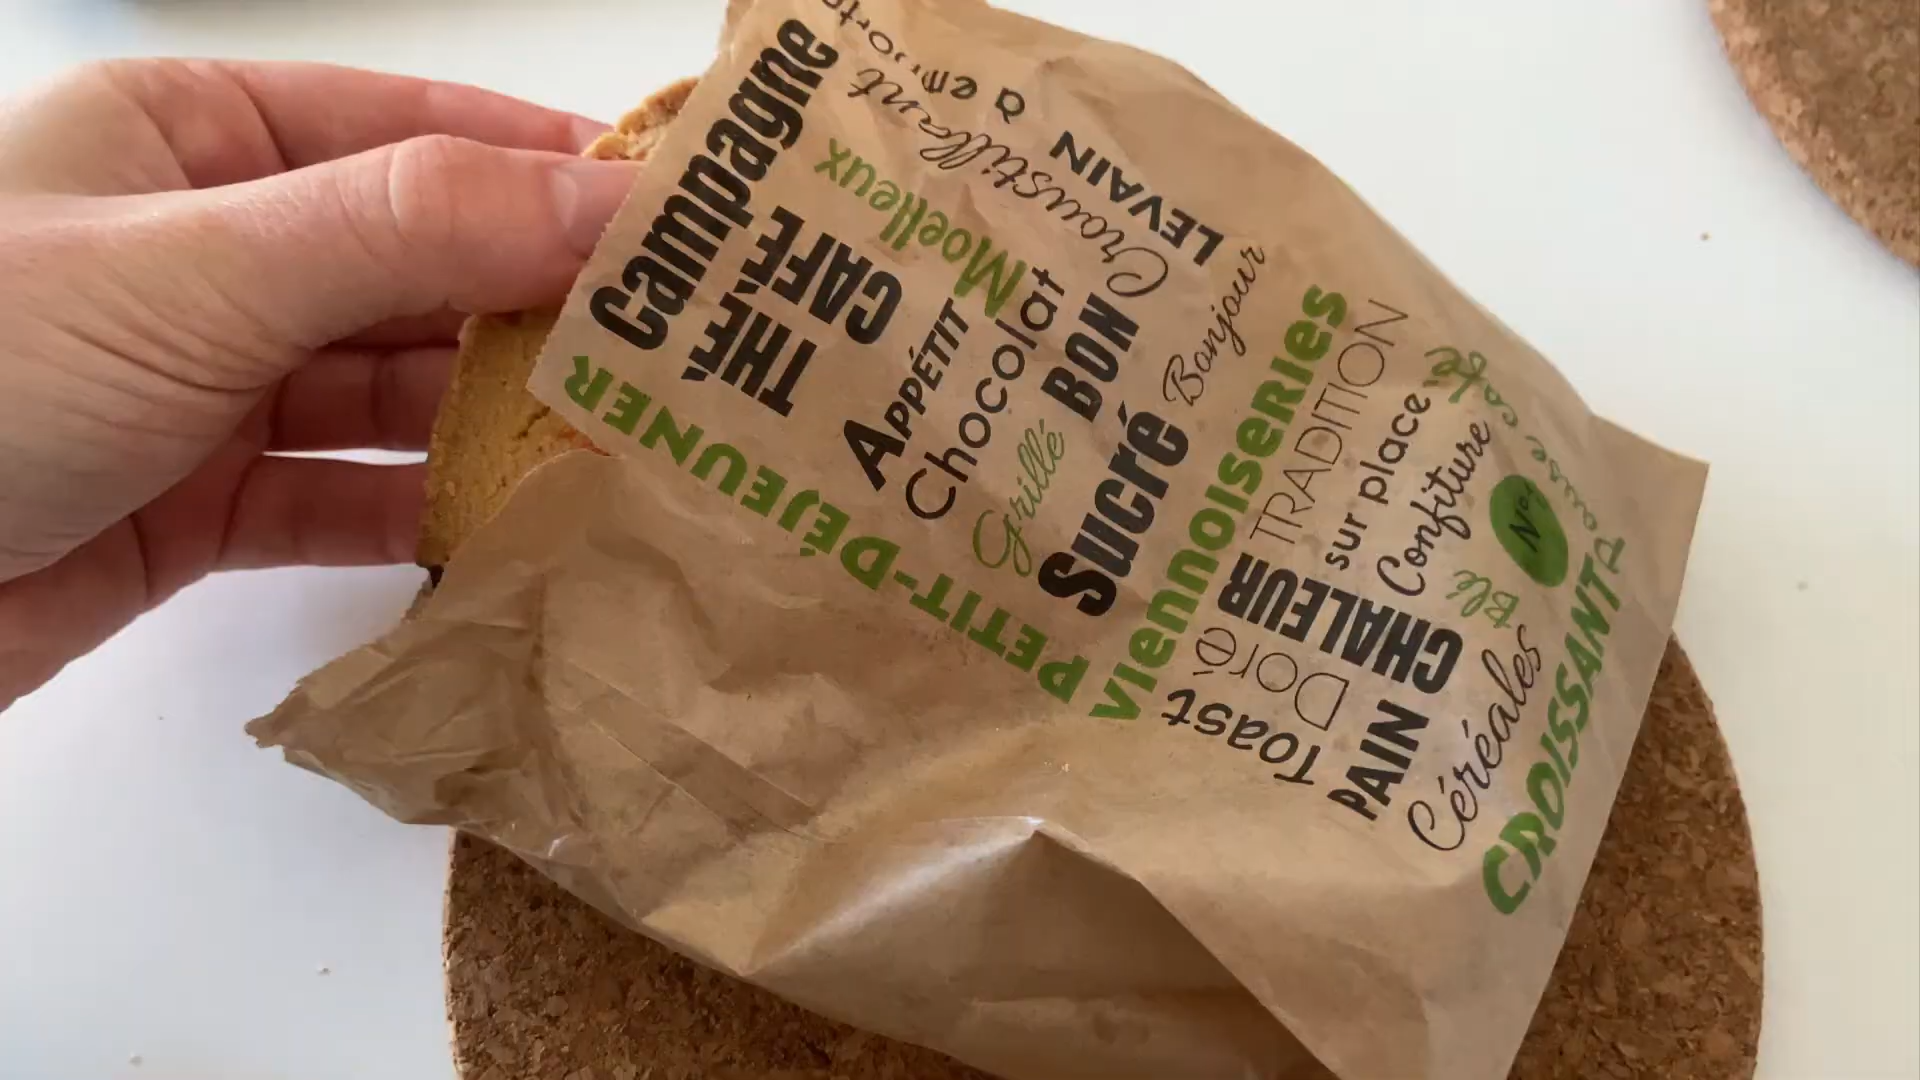 à emporter
Campagne
Croustillant
Moelleux
LEVAIN
THÉ
CAFÉ
APPÉTIT
Chocolat
BON
Bonjour
Grillé
PETIT-DÉJEUNER
Sucré
Viennoiseries
TRADITION
sur place
Confiture
CHALEUR
Doré
Toast
Blé
PAIN
Céréales
CROISSANT